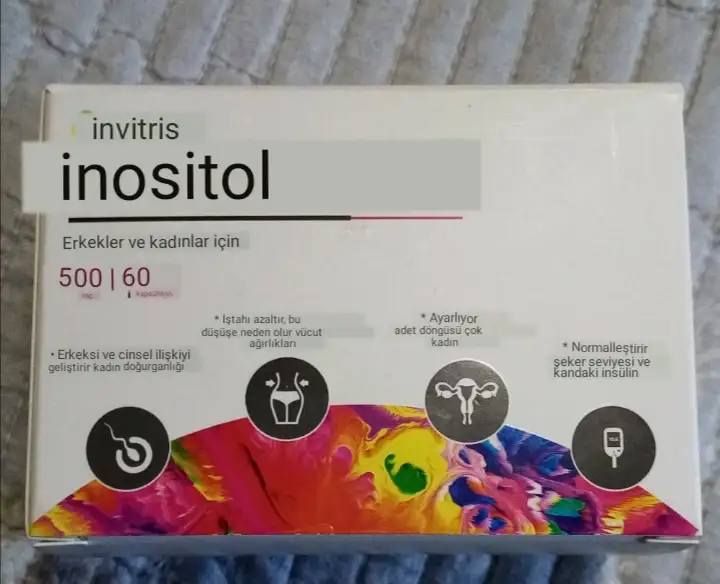 invitris
inositol
Erkekler ve kadınlar için
500 | 60
* İştahı azaltır, bu
düşüşe neden olur vücut
ağırlıkları
* Ayarlıyor
adet döngüsü çok
kadın
* Erkeksi ve cinsel ilişkiyi
geliştirir kadın doğurganlığı
* Normalleştirir
şeker seviyesi ve
kandaki insülin